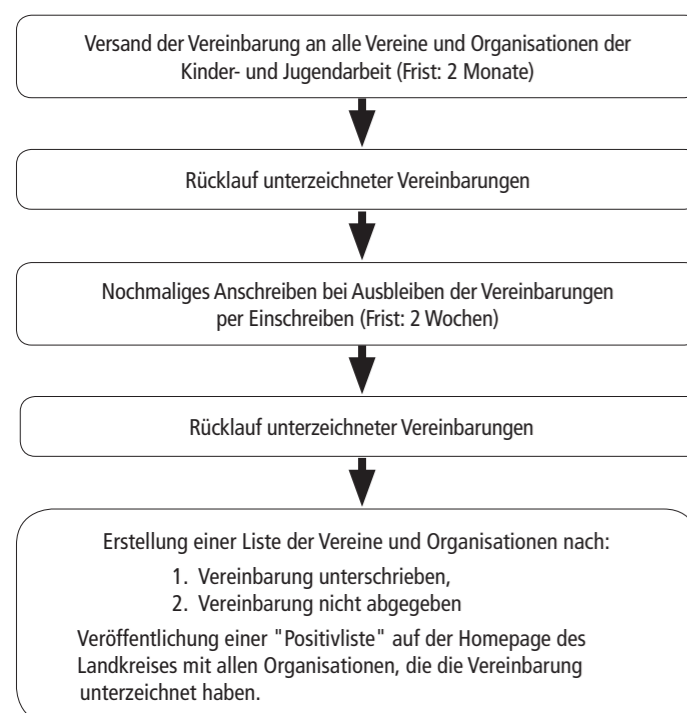 Versand der Vereinbarung an alle Vereine und Organisationen der
Kinder- und Jugendarbeit (Frist: 2 Monate)
Rücklauf unterzeichneter Vereinbarungen
Nochmaliges Anschreiben bei Ausbleiben der Vereinbarungen
per Einschreiben (Frist: 2 Wochen)
Rücklauf unterzeichneter Vereinbarungen
Erstellung einer Liste der Vereine und Organisationen nach:
1. Vereinbarung unterschrieben,
2. Vereinbarung nicht abgegeben
Veröffentlichung einer "Positivliste" auf der Homepage des
Landkreises mit allen Organisationen, die die Vereinbarung
unterzeichnet haben.